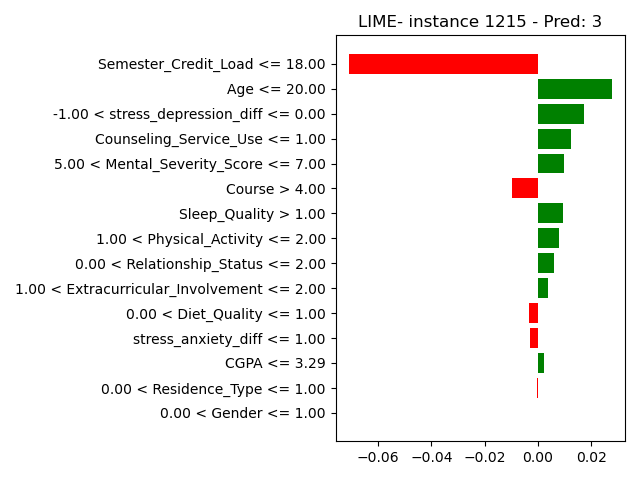 LIME- instance 1215 - Pred: 3
Semester_Credit_Load <= 18.00
Age <= 20.00
-1.00 < stress_depression_diff <= 0.00
Counseling_Service_Use <= 1.00
5.00 < Mental_Severity_Score <= 7.00
Course > 4.00
Sleep_Quality > 1.00
1.00 < Physical_Activity <= 2.00
0.00 < Relationship_Status <= 2.00
1.00 < Extracurricular_Involvement <= 2.00
0.00 < Diet_Quality <= 1.00
stress_anxiety_diff <= 1.00
CGPA <= 3.29
0.00 < Residence_Type <= 1.00
0.00 < Gender <= 1.00
−0.06 −0.04 −0.02 0.00 0.02